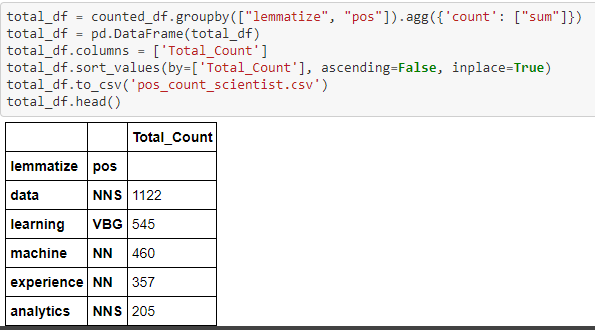 total_df = counted_df.groupby(["lemmatize", "pos"]).agg({'count': ["sum"]})
total_df = pd.DataFrame(total_df)
total_df.columns = ['Total_Count']
total_df.sort_values(by=['Total_Count'], ascending=False, inplace=True)
total_df.to_csv('pos_count_scientist.csv')
total_df.head()
Total_Count
lemmatize pos
data NNS 1122
learning VBG 545
machine NN 460
experience NN 357
analytics NNS 205